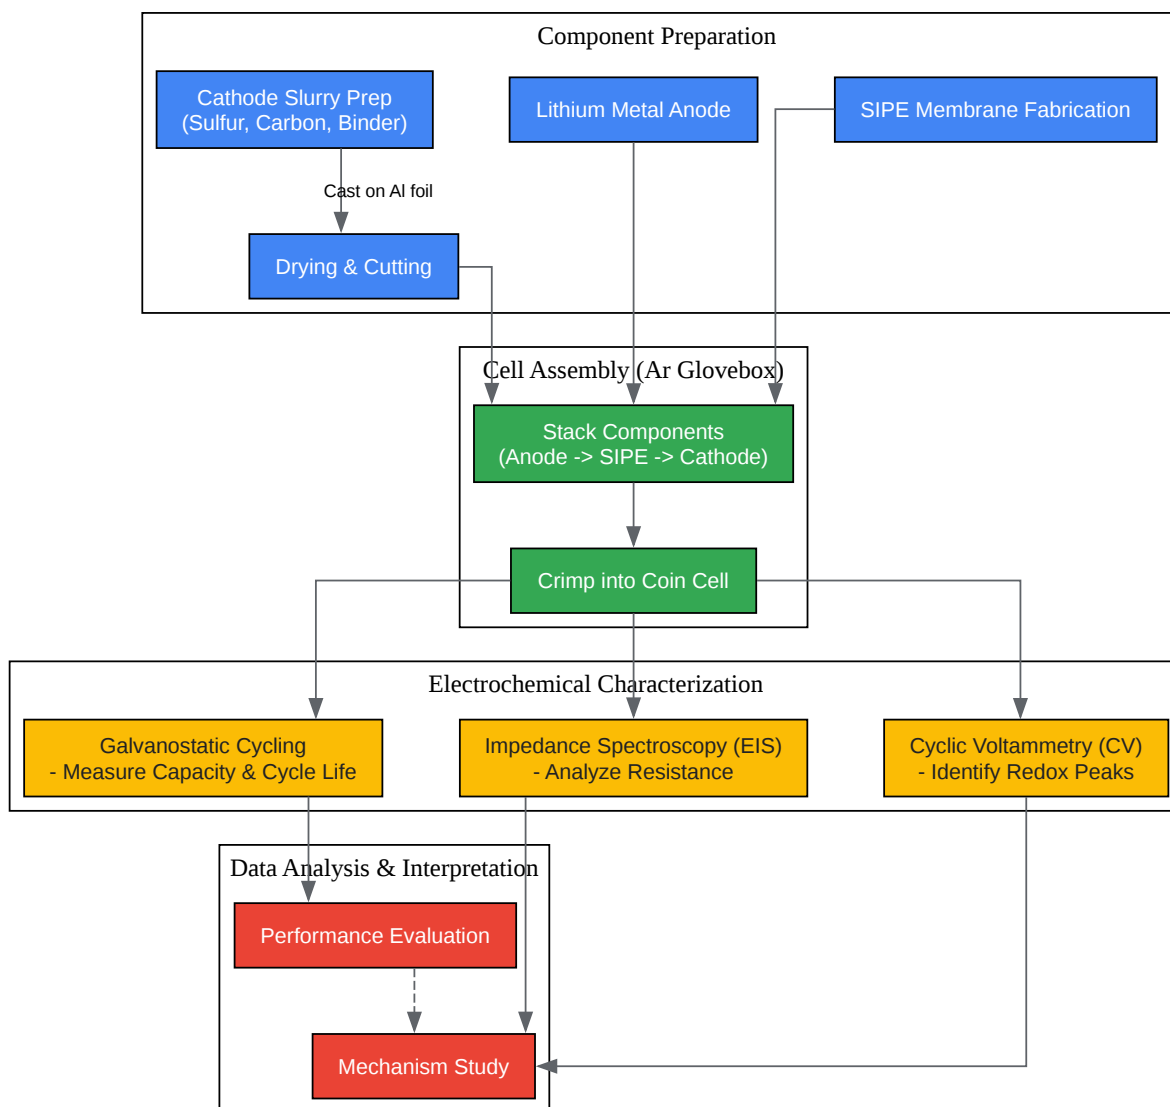 Component Preparation
Cathode Slurry Prep
(Sulfur, Carbon, Binder)
Lithium Metal Anode
SIPE Membrane Fabrication
Cast on Al foil
Drying & Cutting
Cell Assembly (Ar Glovebox)
Stack Components
(Anode -> SIPE -> Cathode)
Crimp into Coin Cell
Electrochemical Characterization
Galvanostatic Cycling
- Measure Capacity & Cycle Life
Impedance Spectroscopy (EIS)
- Analyze Resistance
Cyclic Voltammetry (CV)
- Identify Redox Peaks
Data Analysis & Interpretation
Performance Evaluation
Mechanism Study